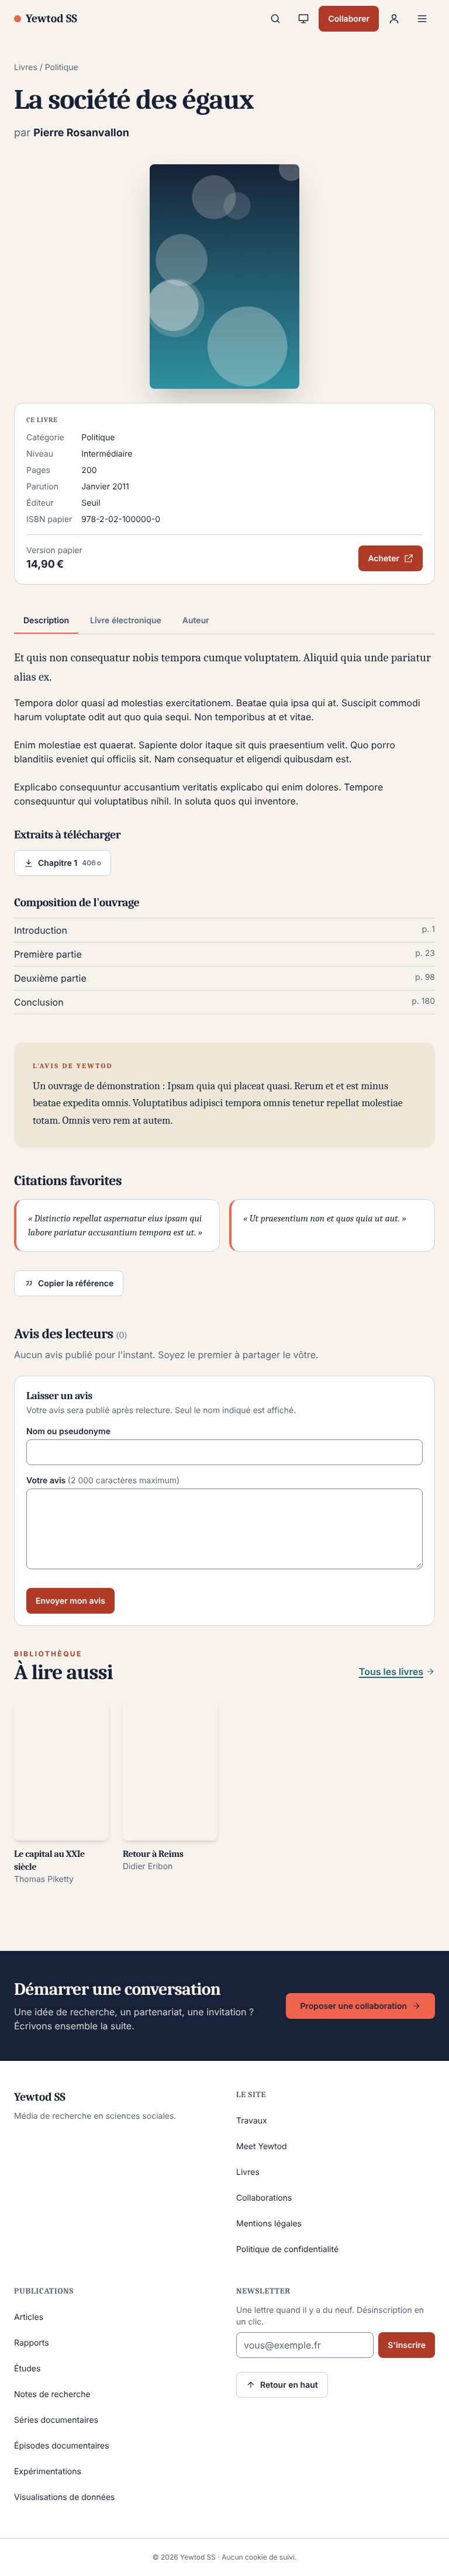 Yewtod SS
Collaborer
Livres / Politique
La société des égaux
par Pierre Rosanvallon
CE LIVRE
Catégorie Politique
Niveau Intermédiaire
Pages 200
Parution Janvier 2011
Éditeur Seuil
ISBN papier 978-2-02-100000-0
Version papier
14,90 €
Acheter
Description Livre électronique Auteur
Et quis non consequatur nobis tempora cumque voluptatem. Aliquid quia unde pariatur
alias ex.
Tempora dolor quasi ad molestias exercitationem. Beatae quia ipsa qui at. Suscipit commodi
harum voluptate odit aut quo quia sequi. Non temporibus at et vitae.
Enim molestiae est quaerat. Sapiente dolor itaque sit quis praesentium velit. Quo porro
blanditiis eveniet qui officiis sit. Nam consequatur et eligendi quibusdam est.
Explicabo consequuntur accusantium veritatis explicabo qui enim dolores. Tempore
consequuntur qui voluptatibus nihil. In soluta quos qui inventore.
Extraits à télécharger
Chapitre 1 406 o
Composition de l'ouvrage
Introduction p. 1
Première partie p. 23
Deuxième partie p. 98
Conclusion p. 180
L'AVIS DE YEWTOD
Un ouvrage de démonstration : Ipsam quia qui placeat quasi. Rerum et et est minus
beatae expedita omnis. Voluptatibus adipisci tempora omnis tenetur repellat molestiae
totam. Omnis vero rem at autem.
Citations favorites
« Distinctio repellat aspernatur eius ipsam qui
labore pariatur accusantium tempora est ut. »
« Ut praesentium non et quos quia ut aut. »
Copier la référence
Avis des lecteurs (0)
Aucun avis publié pour l'instant. Soyez le premier à partager le vôtre.
Laisser un avis
Votre avis sera publié après relecture. Seul le nom indiqué est affiché.
Nom ou pseudonyme
Votre avis (2 000 caractères maximum)
Envoyer mon avis
BIBLIOTHÈQUE
À lire aussi
Tous les livres
Le capital au XXIe
siècle
Thomas Piketty
Retour à Reims
Didier Eribon
Démarrer une conversation
Une idée de recherche, un partenariat, une invitation ?
Écrivons ensemble la suite.
Proposer une collaboration
Yewtod SS
Média de recherche en sciences sociales.
LE SITE
Travaux
Meet Yewtod
Livres
Collaborations
Mentions légales
Politique de confidentialité
PUBLICATIONS
Articles
Rapports
Études
Notes de recherche
Séries documentaires
Épisodes documentaires
Expérimentations
Visualisations de données
NEWSLETTER
Une lettre quand il y a du neuf. Désinscription en
un clic.
vous@exemple.fr
S'inscrire
Retour en haut
© 2026 Yewtod SS · Aucun cookie de suivi.